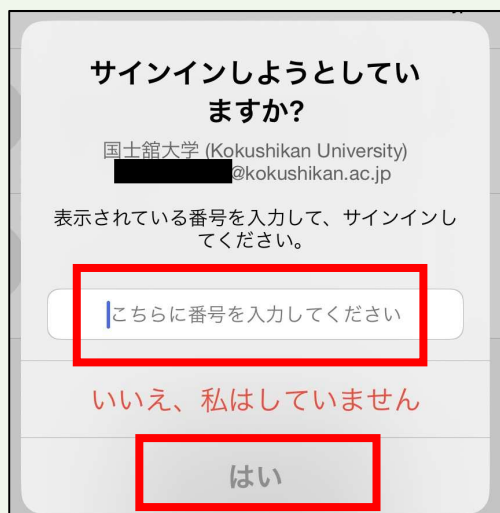 サインインしようとしてい
ますか?
国士舘大学 (Kokushikan University)
@kokushikan.ac.jp
表示されている番号を入力して、サインインし
てください。
こちらに番号を入力してください
いいえ、私はしていません
はい